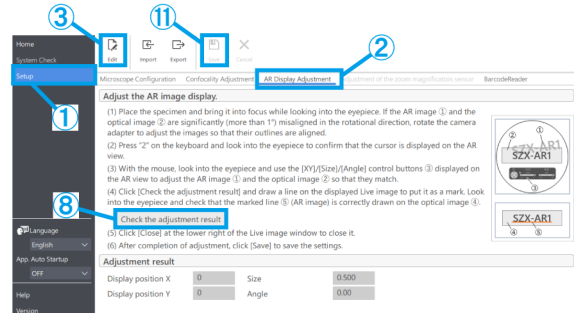 ③
⑪
Home
System Check
Setup
①
Edit
Import
Export
Save
Cancel
②
Microscope Configuration
Confocality Adjustment
AR Display Adjustment
Adjustment of the zoom magnification sensor
BarcodeReader
Adjust the AR image display.
(1) Place the specimen and bring it into focus while looking into the eyepiece. If the AR image ① and the
optical image ② are significantly (more than 1°) misaligned in the rotational direction, rotate the camera
adapter to adjust the images so that their outlines are aligned.
(2) Press "2" on the keyboard and look into the eyepiece to confirm that the cursor is displayed on the AR
view.
(3) With the mouse, look into the eyepiece and use the [XY]/[Size]/[Angel] control buttons ③ displayed on
the AR view to adjust the AR image ① and the optical image ② so that they match.
(4) Click [Check the adjustment result] and draw a line on the displayed Live image to put it as a mark. Look
into the eyepiece and check that the marked line ⑤ (AR image) is correctly drawn on the optical image ④.
⑧
Check the adjustment result
(5) Click [Close] at the lower right of the Live image window to close it.
(6) After completion of adjustment, click [Save] to save the settings.
② ①
SZX-AR1
SZX-AR1
③
SZX-AR1
④ ⑤
Adjustment result
Display position X 0 Size 0.500
Display position Y 0 Angle 0.00
Language
English
App. Auto Startup
OFF
Help
Version